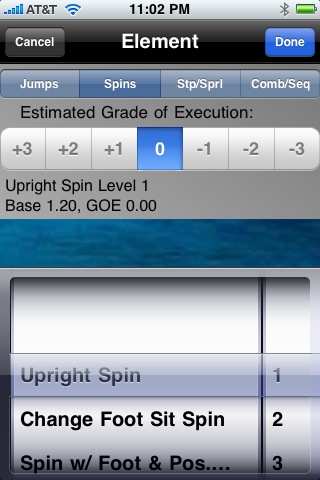 AT&T 11:02 PM
Cancel Element Done
Jumps Spins Stp/Sprl Comb/Seq
Estimated Grade of Execution:
+3 +2 +1 0 -1 -2 -3
Upright Spin Level 1
Base 1.20, GOE 0.00
Upright Spin 1
Change Foot Sit Spin 2
Spin w/ Foot & Pos.... 3